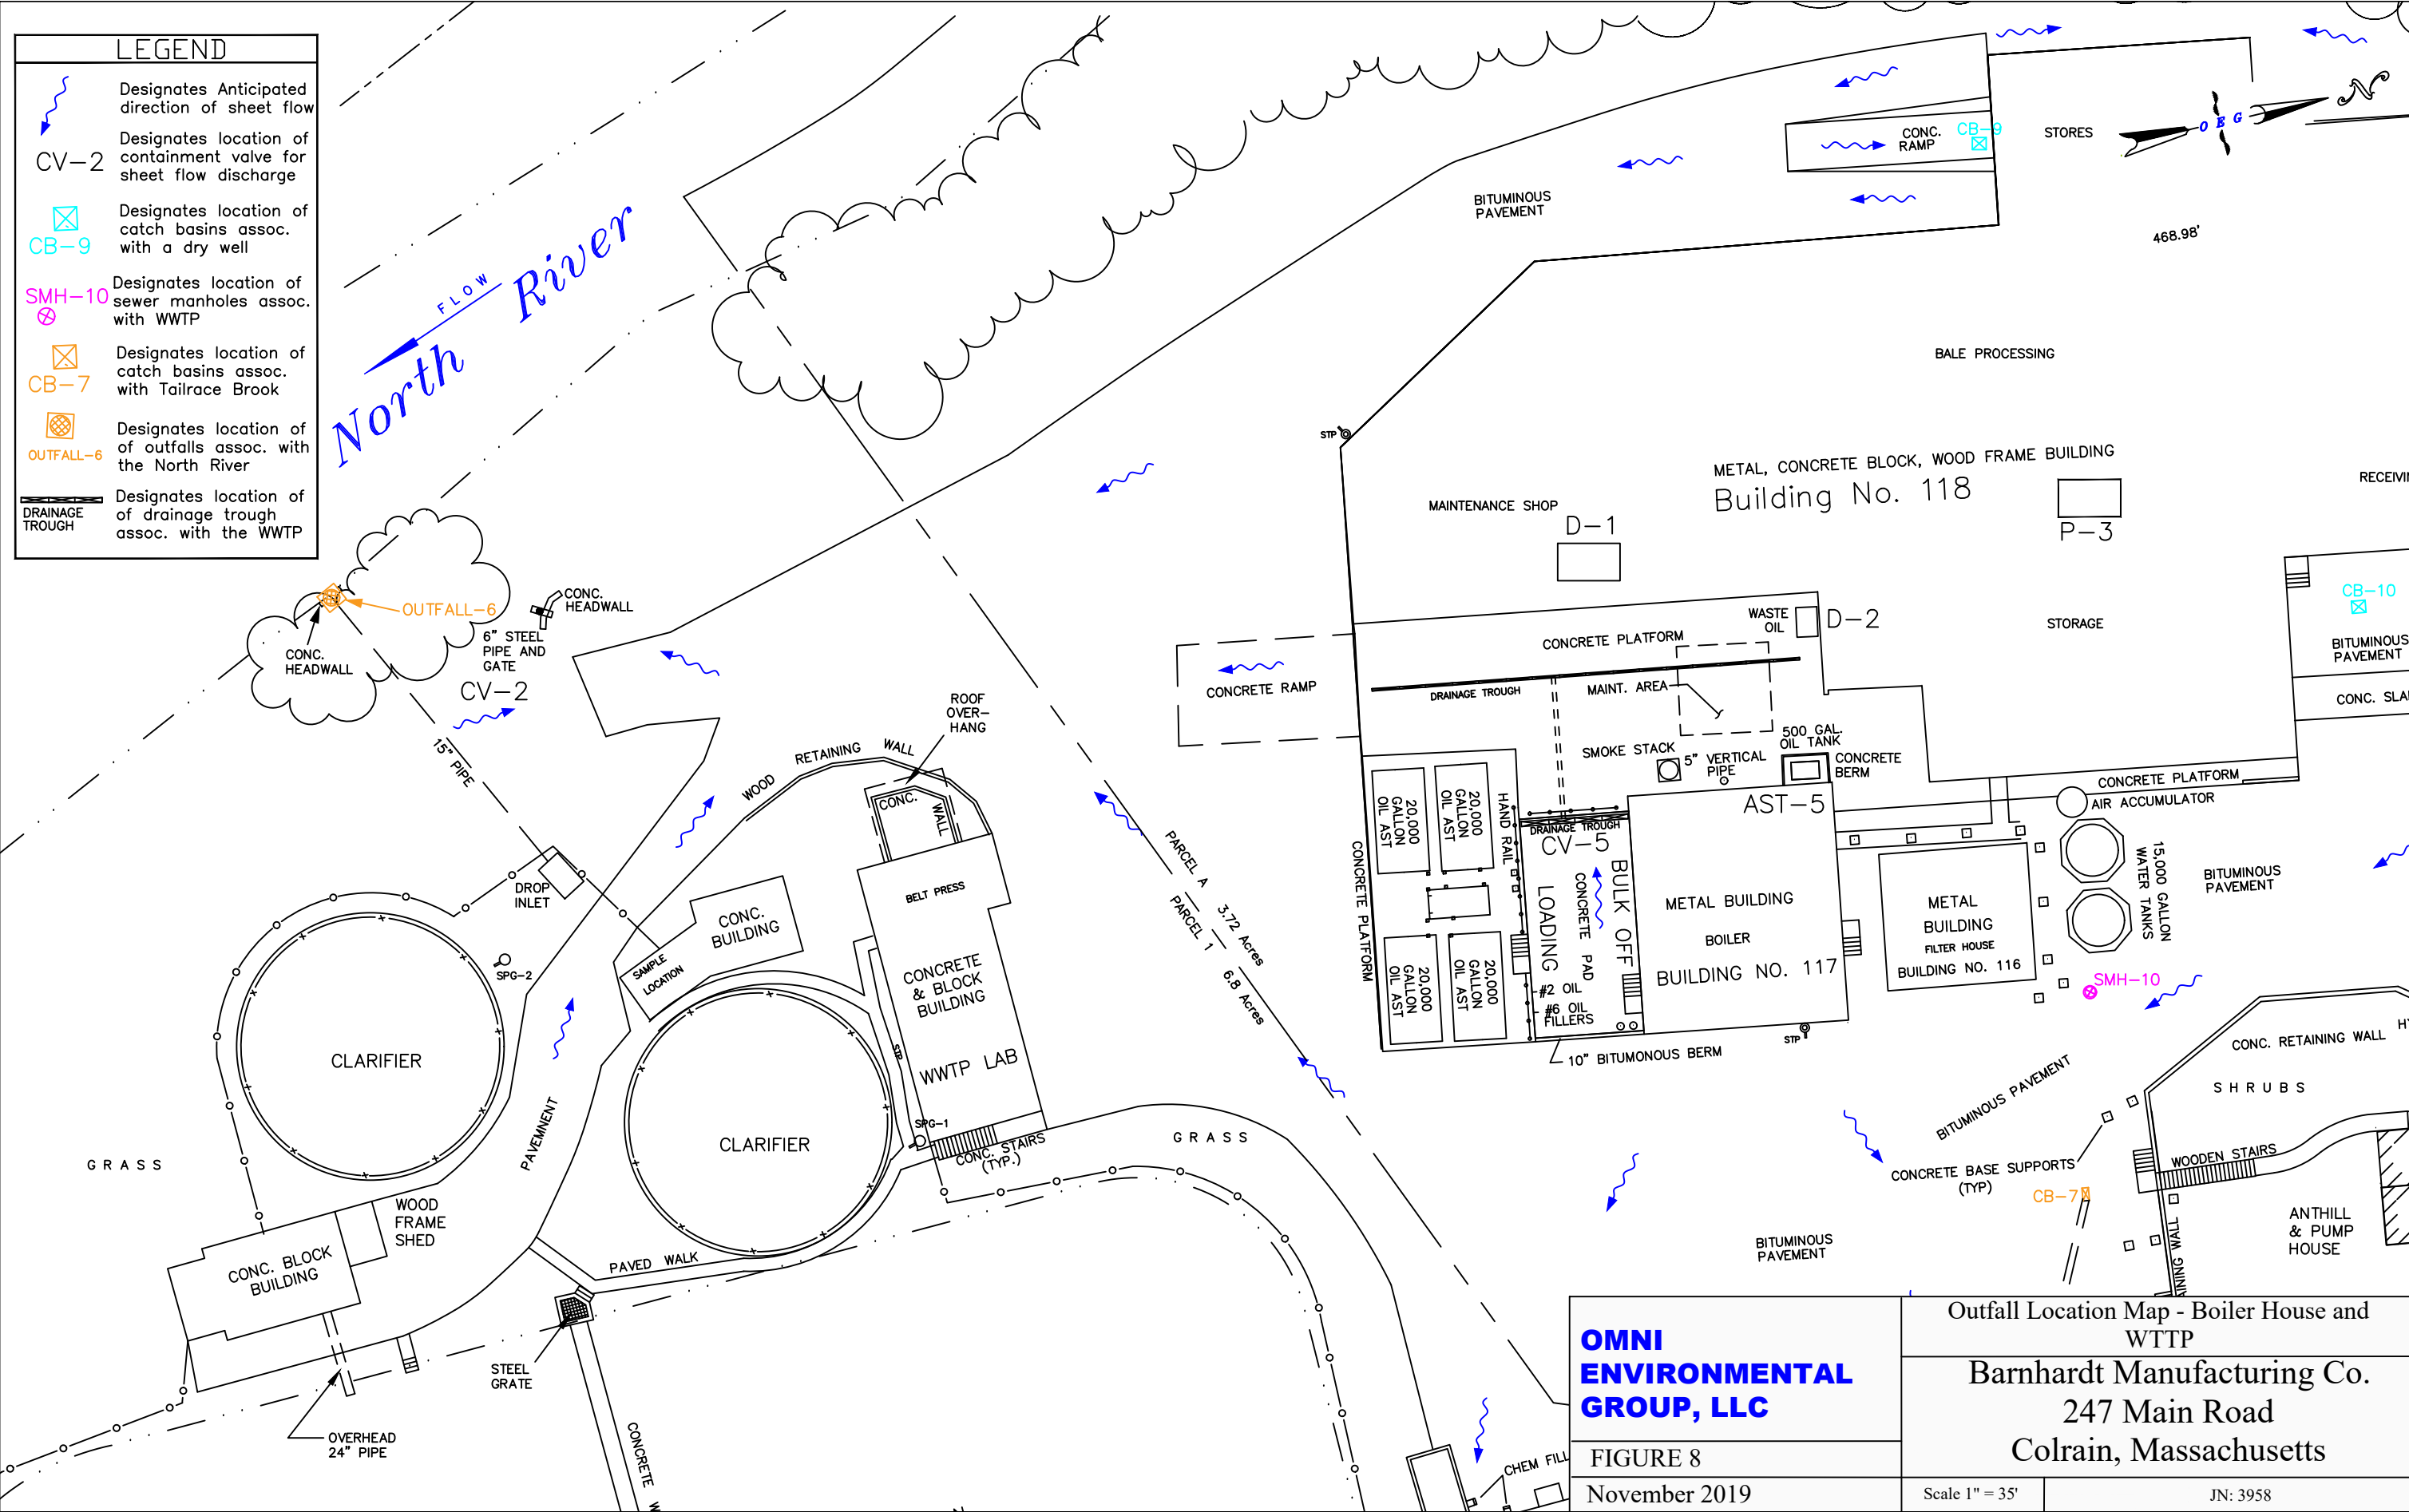 LEGEND
Designates Anticipated
direction of sheet flow
CV-2
Designates location of
containment valve for
sheet flow discharge
CB-9
Designates location of
catch basins assoc.
with a dry well
SMH-10
Designates location of
sewer manholes assoc.
with WWTP
CB-7
Designates location of
catch basins assoc.
with Tailrace Brook
OUTFALL-6
Designates location of
of outfalls assoc. with
the North River
DRAINAGE
TROUGH
Designates location of
of drainage trough
assoc. with the WWTP
FLOW
North River
CONC.
RAMP
CB-9
STORES
O E G
N
BITUMINOUS
PAVEMENT
468.98'
BALE PROCESSING
STP
METAL, CONCRETE BLOCK, WOOD FRAME BUILDING
Building No. 118
MAINTENANCE SHOP
D-1
P-3
RECEIVI
OUTFALL-6
CONC.
HEADWALL
CONC.
HEADWALL
6" STEEL
PIPE AND
GATE
CV-2
15" PIPE
WASTE
OIL
D-2
CONCRETE PLATFORM
STORAGE
CB-10
BITUMINOUS
PAVEMENT
CONC. SLA
CONCRETE RAMP
DRAINAGE TROUGH
MAINT. AREA
ROOF
OVER-
HANG
WOOD RETAINING WALL
CONC.
WALL
SMOKE STACK
5" VERTICAL
PIPE
500 GAL.
OIL TANK
CONCRETE
BERM
AST-5
CONCRETE PLATFORM
AIR ACCUMULATOR
20,000
GALLON
OIL AST
20,000
GALLON
OIL AST
20,000
GALLON
OIL AST
20,000
GALLON
OIL AST
HAND RAIL
CONCRETE PLATFORM
DRAINAGE TROUGH
CV-5
LOADING
CONCRETE PAD
BULK OFF
#2 OIL
#6 OIL
FILLERS
10" BITUMONOUS BERM
METAL BUILDING
BOILER
BUILDING NO. 117
STP
METAL
BUILDING
FILTER HOUSE
BUILDING NO. 116
15,000 GALLON
WATER TANKS
BITUMINOUS
PAVEMENT
SMH-10
PARCEL A 3.72 Acres
PARCEL 1 6.8 Acres
DROP
INLET
SPG-2
CLARIFIER
CONC.
BUILDING
SAMPLE
LOCATION
BELT PRESS
CONCRETE
& BLOCK
BUILDING
WWTP LAB
STP
SPG-1
CLARIFIER
CONC. STAIRS
(TYP.)
GRASS
GRASS
PAVEMNENT
WOOD
FRAME
SHED
CONC. BLOCK
BUILDING
PAVED WALK
STEEL
GRATE
OVERHEAD
24" PIPE
CONCRETE W
BITUMINOUS PAVEMENT
CONC. RETAINING WALL
SHRUBS
CONCRETE BASE SUPPORTS
(TYP)
WOODEN STAIRS
CB-7
ANTHILL
& PUMP
HOUSE
NING WALL
BITUMINOUS
PAVEMENT
CHEM FILL
OMNI
ENVIRONMENTAL
GROUP, LLC
FIGURE 8
November 2019
Outfall Location Map - Boiler House and
WTTP
Barnhardt Manufacturing Co.
247 Main Road
Colrain, Massachusetts
Scale 1" = 35'
JN: 3958